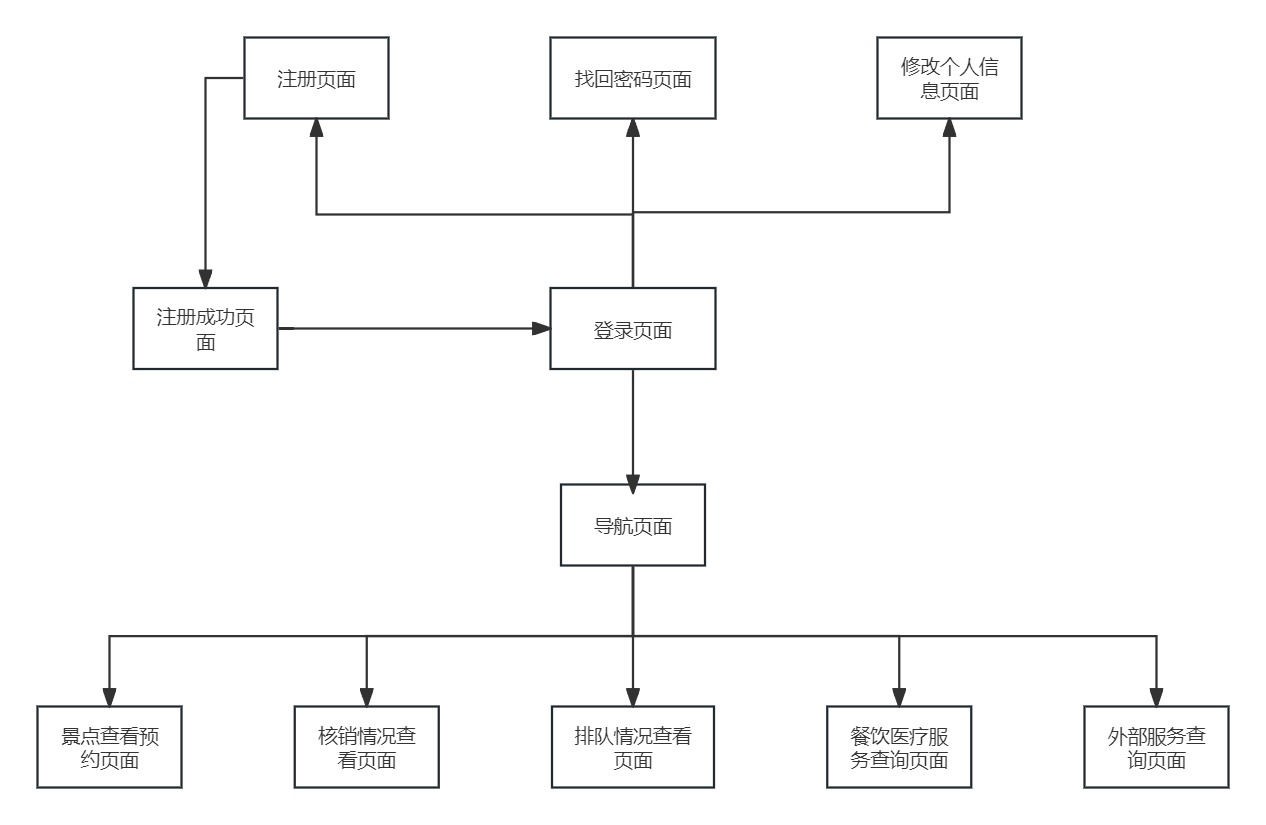 注册页面
找回密码页面
修改个人信
息页面
注册成功页
面
登录页面
导航页面
景点查看预
约页面
核销情况查
看页面
排队情况查看
页面
餐饮医疗服
务查询页面
外部服务查
询页面